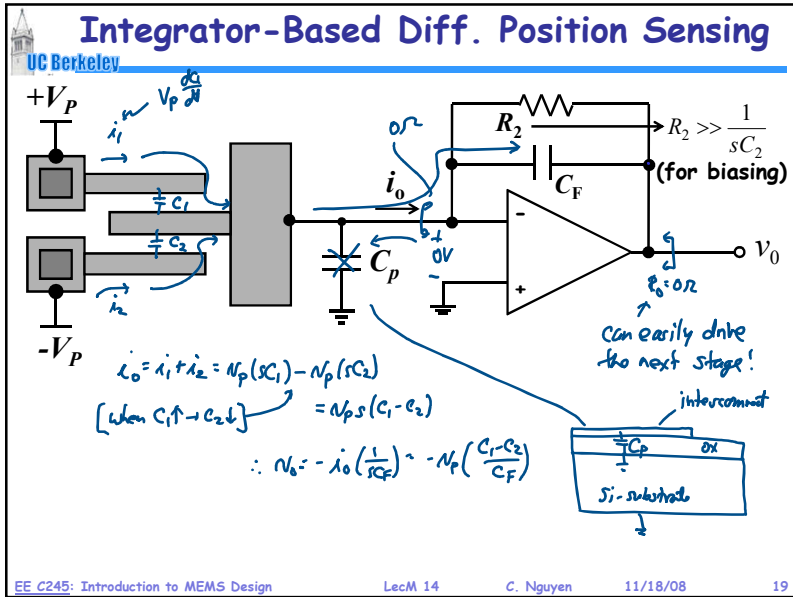 Integrator-Based Diff. Position Sensing
UC Berkeley
+V_P
i_1 ~ V_P dC_1/dt
0Ω
R_2
R_2 >> 1/sC_2
(for biasing)
C_F
i_o
C_1
C_2
C_p
+
0V
-
-
+
v_0
R_o=0Ω
i_2
-V_P
can easily drive
the next stage!
i_o = i_1 + i_2 = V_P(sC_1) - V_P(sC_2)
[when C_1↑ → C_2↓]
= V_P s(C_1-C_2)
∴ V_o = -i_o(1/sC_F) = -V_P(C_1-C_2/C_F)
interconnect
C_p
ox
Si-substrate
EE C245: Introduction to MEMS Design LecM 14 C. Nguyen 11/18/08 19